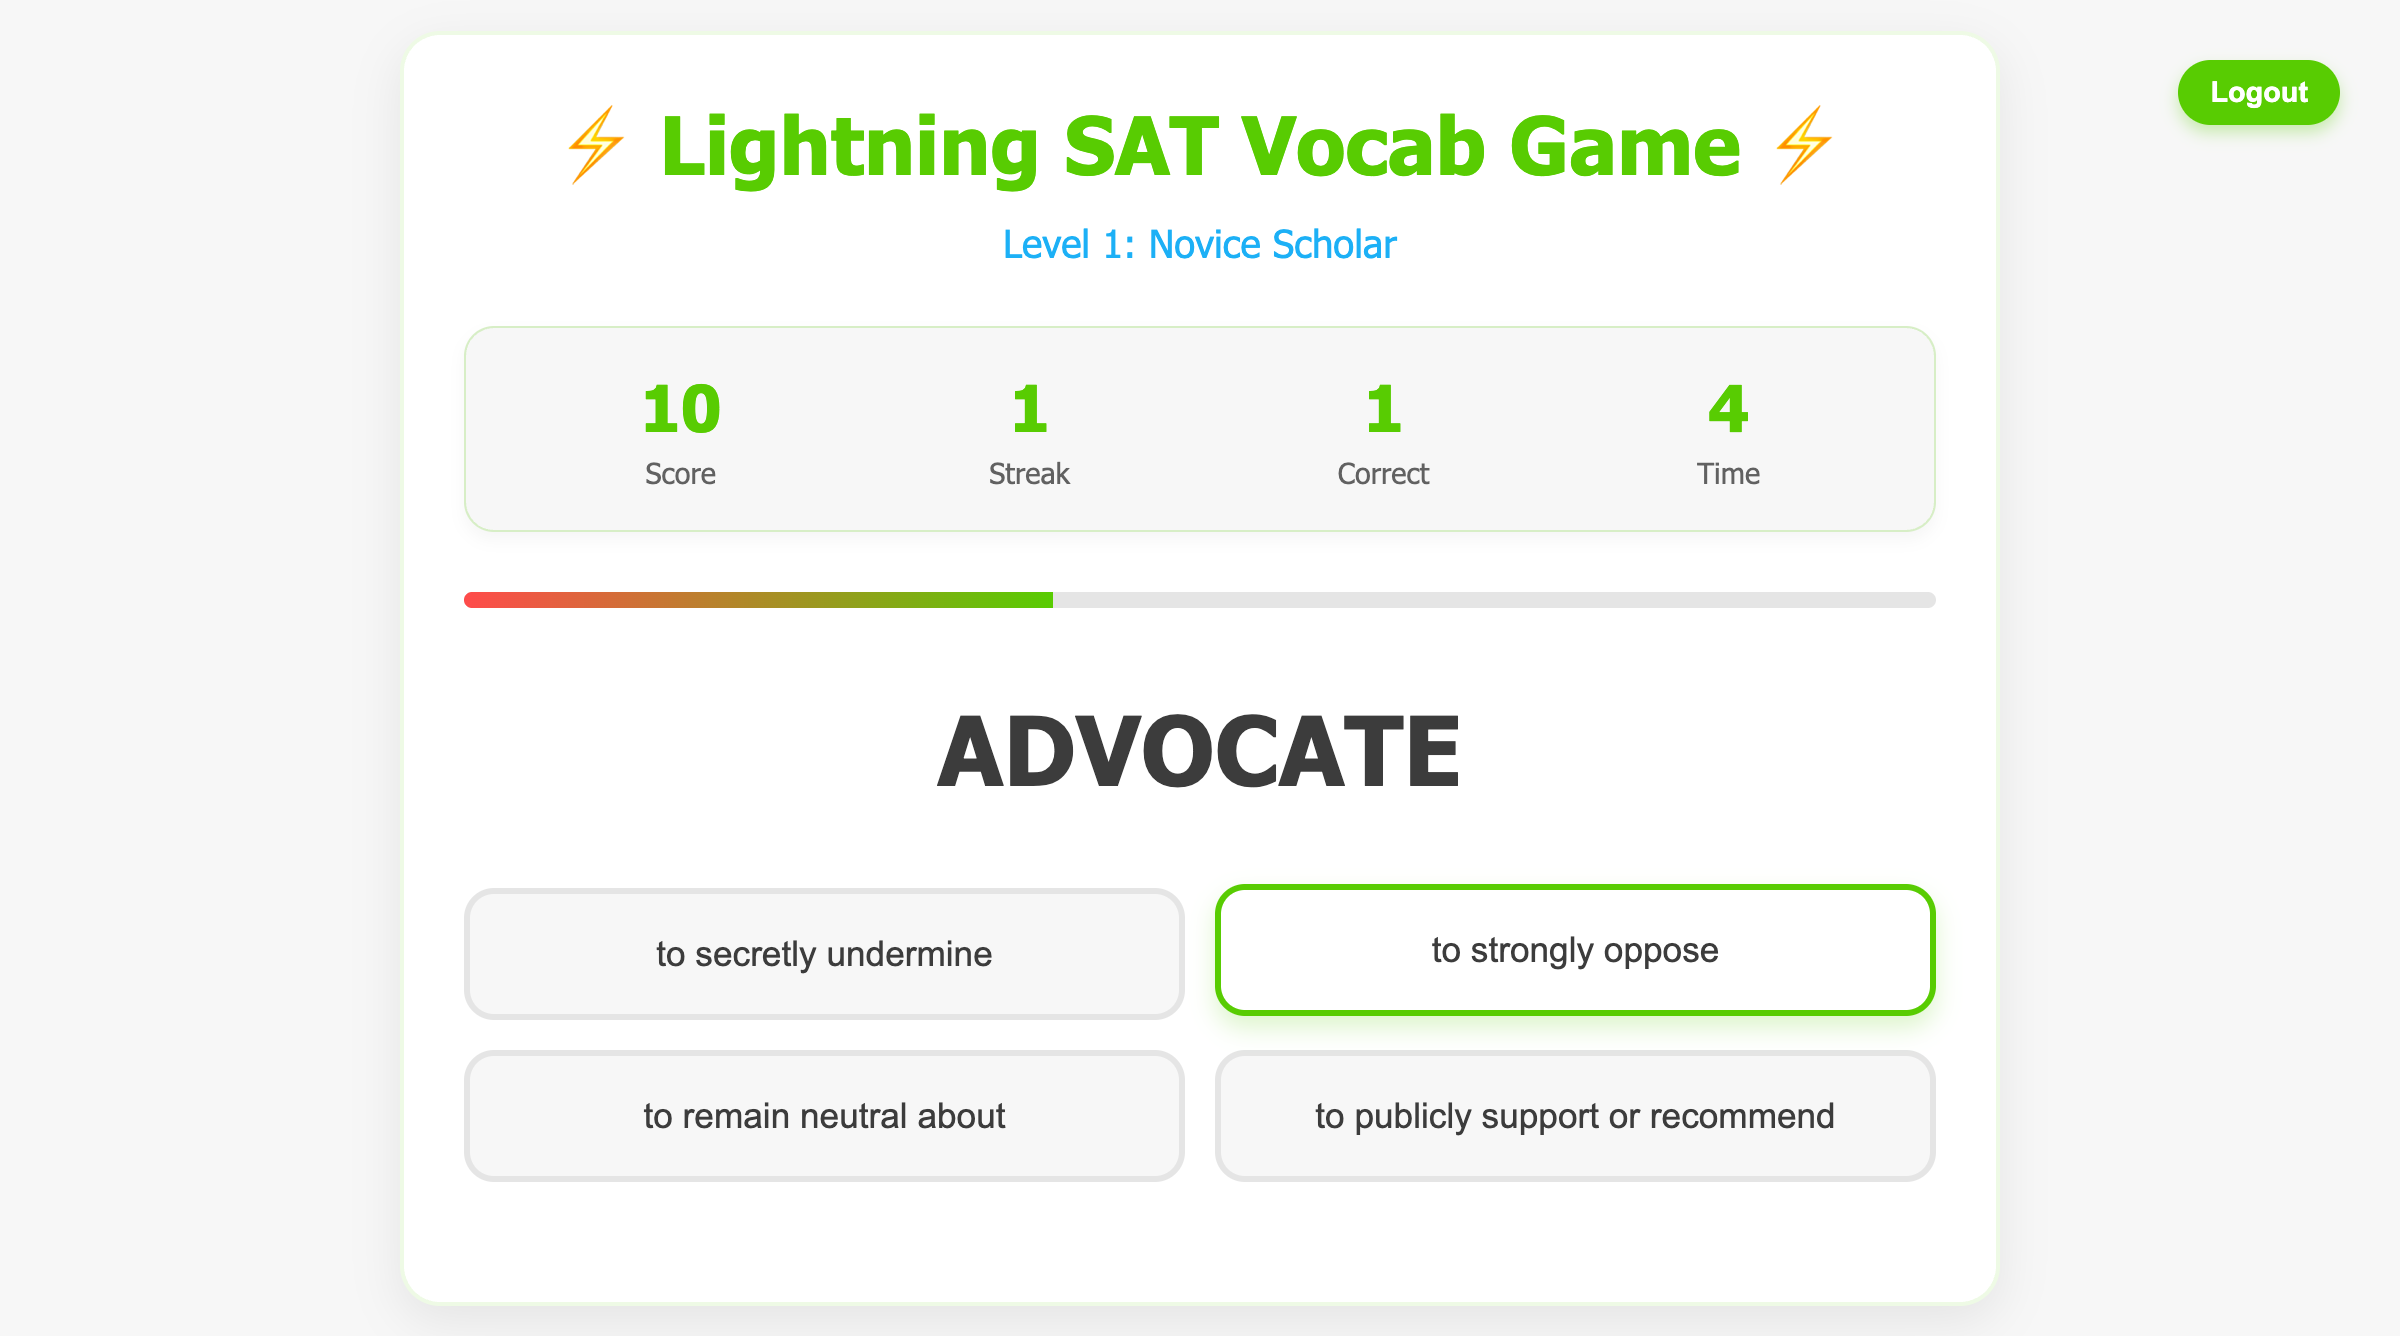 ⚡ Lightning SAT Vocab Game ⚡
Logout
Level 1: Novice Scholar
10 1 1 4
Score Streak Correct Time
ADVOCATE
to secretly undermine
to strongly oppose
to remain neutral about
to publicly support or recommend